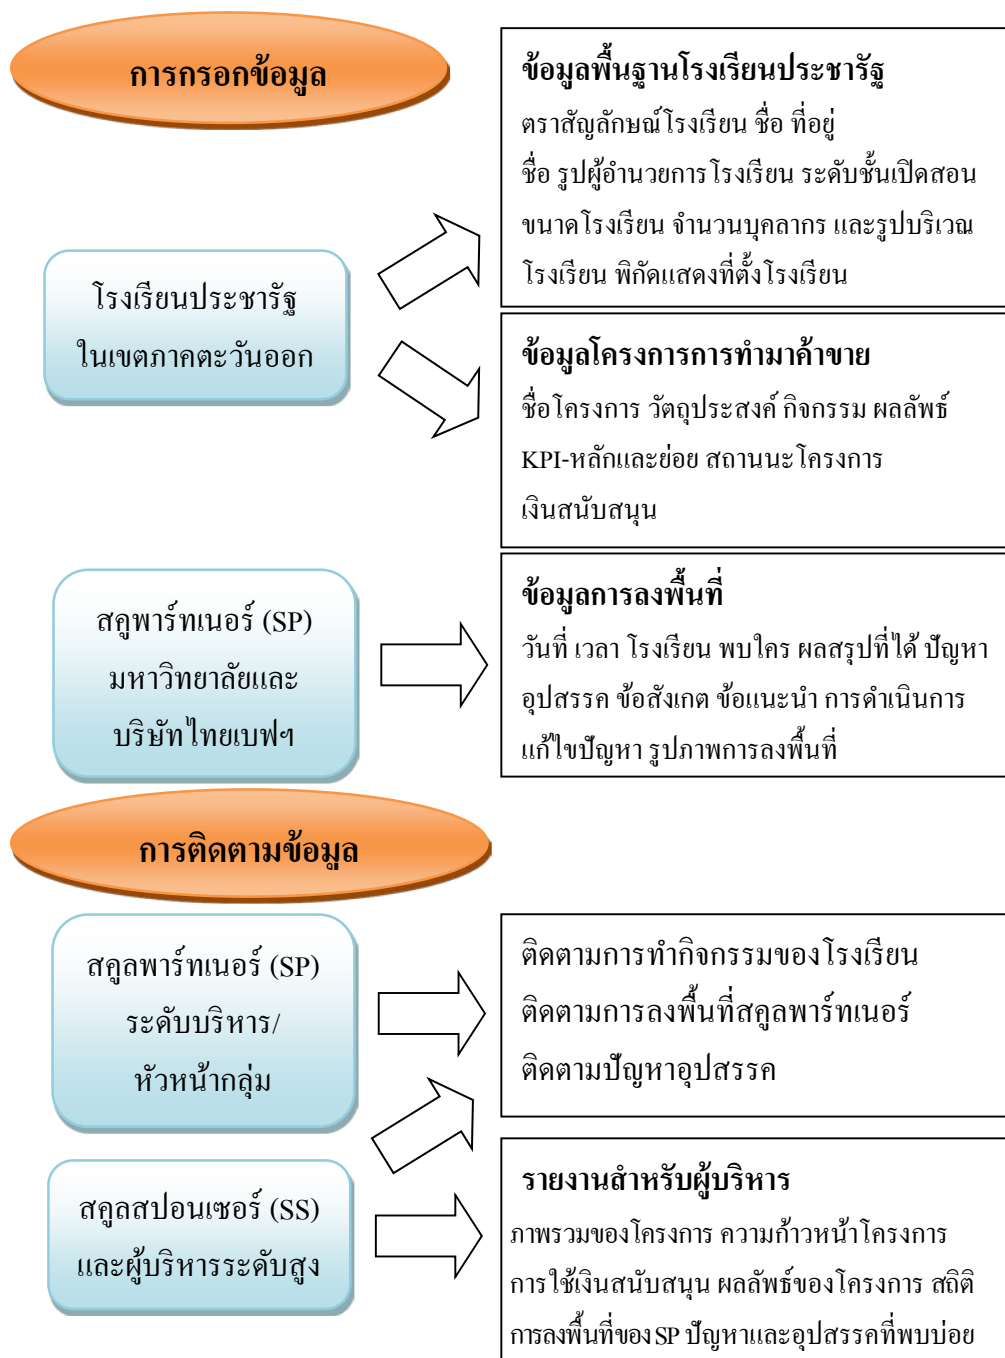 การกรอกข้อมูล
ข้อมูลพื้นฐานโรงเรียนประชารัฐ
ตราสัญลักษณ์โรงเรียน ชื่อ ที่อยู่
ชื่อ รูปผู้อำนวยการโรงเรียน ระดับชั้นเปิดสอน
ขนาดโรงเรียน จำนวนบุคลากร และรูปบริเวณ
โรงเรียน พิกัดแสดงที่ตั้งโรงเรียน
โรงเรียนประชารัฐ
ในเขตภาคตะวันออก
ข้อมูลโครงการการทำมาค้าขาย
ชื่อโครงการ วัตถุประสงค์ กิจกรรม ผลลัพธ์
KPI-หลักและย่อย สถานนะโครงการ
เงินสนับสนุน
สคูพาร์ทเนอร์ (SP)
มหาวิทยาลัยและ
บริษัทไทยเบฟฯ
ข้อมูลการลงพื้นที่
วันที่ เวลา โรงเรียน พบใคร ผลสรุปที่ได้ ปัญหา
อุปสรรค ข้อสังเกต ข้อแนะนำ การดำเนินการ
แก้ไขปัญหา รูปภาพการลงพื้นที่
การติดตามข้อมูล
สคูลพาร์ทเนอร์ (SP)
ระดับบริหาร/
หัวหน้ากลุ่ม
ติดตามการทำกิจกรรมของโรงเรียน
ติดตามการลงพื้นที่สคูลพาร์ทเนอร์
ติดตามปัญหาอุปสรรค
สคูลสปอนเซอร์ (SS)
และผู้บริหารระดับสูง
รายงานสำหรับผู้บริหาร
ภาพรวมของโครงการ ความก้าวหน้าโครงการ
การใช้เงินสนับสนุน ผลลัพธ์ของโครงการ สถิติ
การลงพื้นที่ของ SP ปัญหาและอุปสรรคที่พบบ่อย